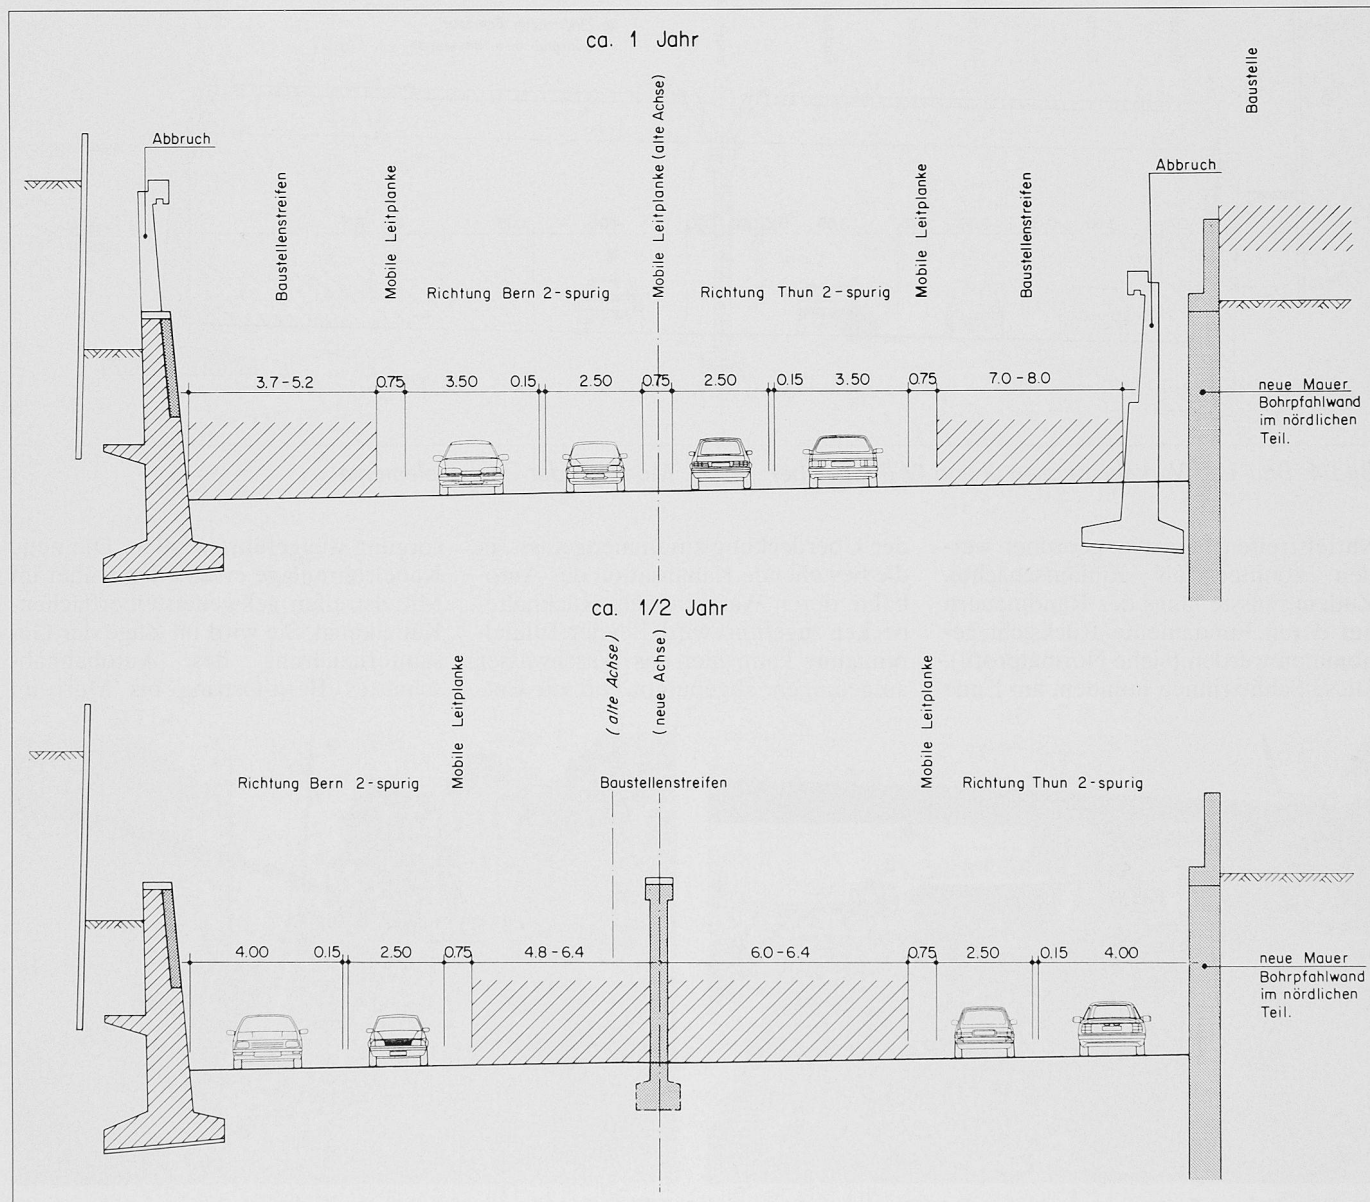 ca. 1 Jahr
Baustelle
Abbruch
Abbruch
Baustellenstreifen
Mobile Leitplanke
Mobile Leitplanke (alte Achse)
Mobile Leitplanke
Baustellenstreifen
Richtung Bern 2-spurig
Richtung Thun 2-spurig
3.7-5.2 0.75 3.50 0.15 2.50 0.75 2.50 0.15 3.50 0.75 7.0-8.0
neue Mauer
Bohrpfahlwand
im nördlichen
Teil.
ca. 1/2 Jahr
Mobile Leitplanke
(alte Achse)
(neue Achse)
Mobile Leitplanke
Richtung Bern 2-spurig
Baustellenstreifen
Richtung Thun 2-spurig
4.00 0.15 2.50 0.75 4.8-6.4 6.0-6.4 0.75 2.50 0.15 4.00
neue Mauer
Bohrpfahlwand
im nördlichen
Teil.